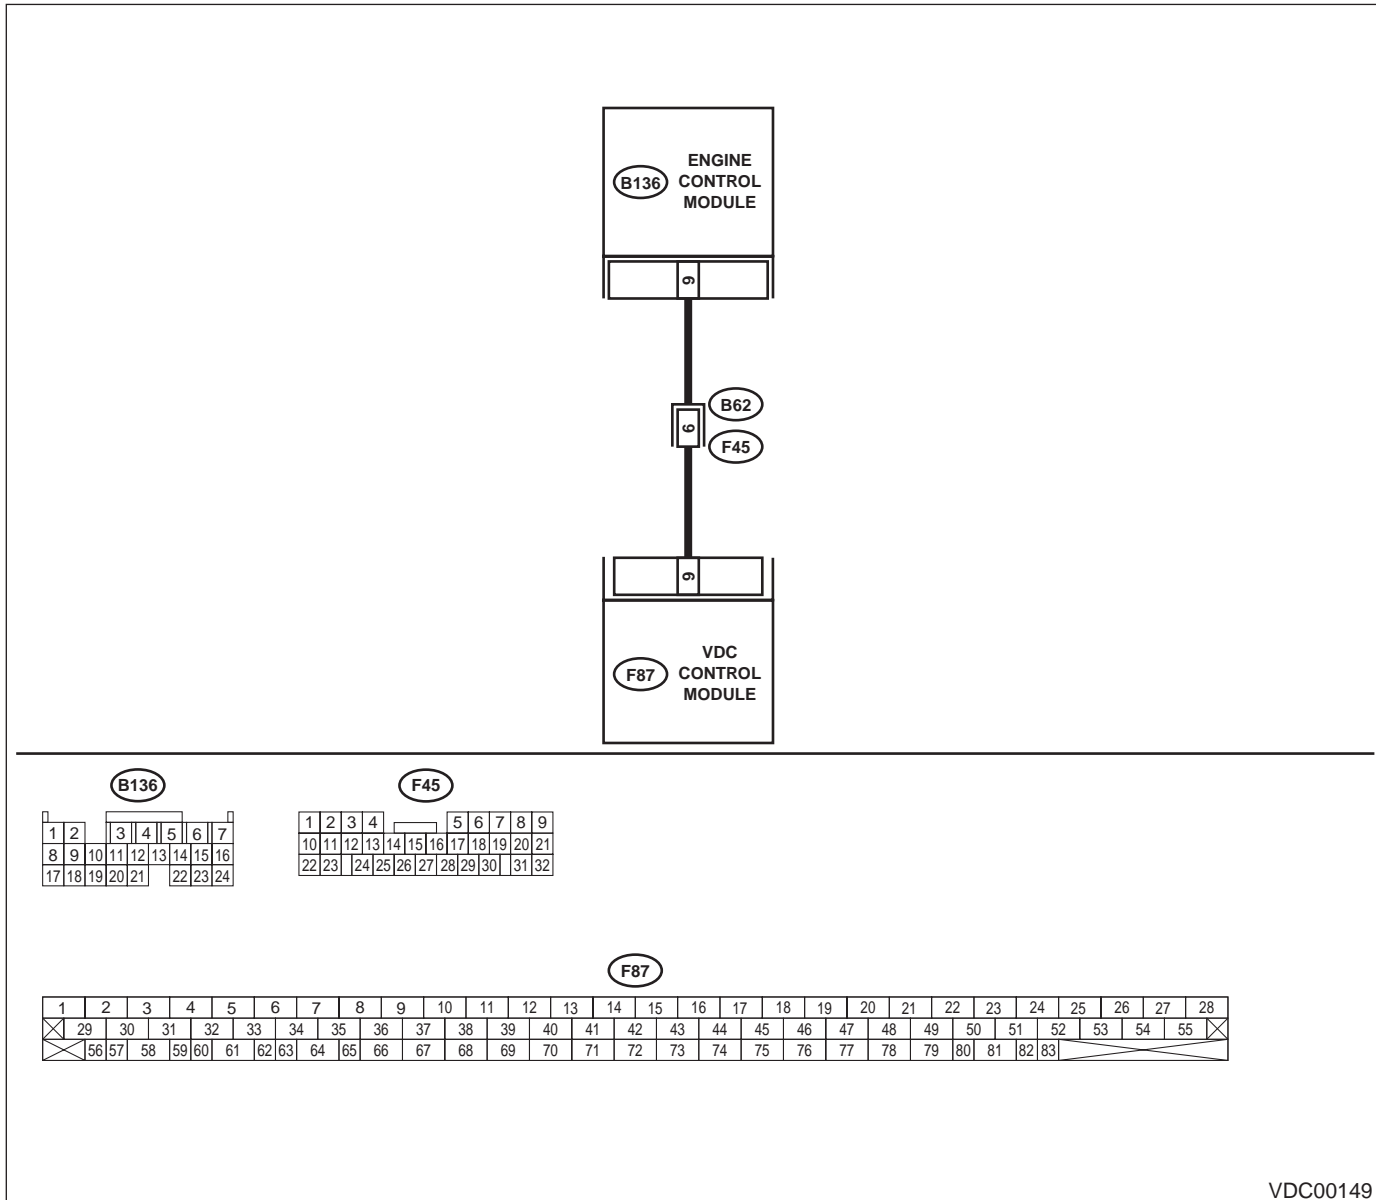 B136
ENGINE
CONTROL
MODULE
9
B62
6
F45
9
F87
VDC
CONTROL
MODULE
B136
1 2 3 4 5 6 7
8 9 10 11 12 13 14 15 16
17 18 19 20 21 22 23 24
F45
1 2 3 4 5 6 7 8 9
10 11 12 13 14 15 16 17 18 19 20 21
22 23 24 25 26 27 28 29 30 31 32
F87
1 2 3 4 5 6 7 8 9 10 11 12 13 14 15 16 17 18 19 20 21 22 23 24 25 26 27 28
29 30 31 32 33 34 35 36 37 38 39 40 41 42 43 44 45 46 47 48 49 50 51 52 53 54 55
56 57 58 59 60 61 62 63 64 65 66 67 68 69 70 71 72 73 74 75 76 77 78 79 80 81 82 83
VDC00149